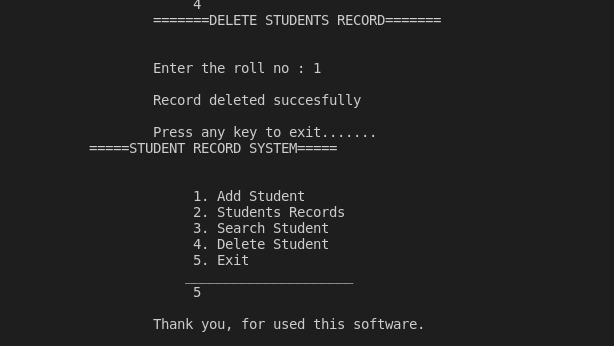 4
=======DELETE STUDENTS RECORD=======
Enter the roll no : 1
Record deleted succesfully
Press any key to exit.......
=====STUDENT RECORD SYSTEM=====
1. Add Student
2. Students Records
3. Search Student
4. Delete Student
5. Exit
_____________________
5
Thank you, for used this software.